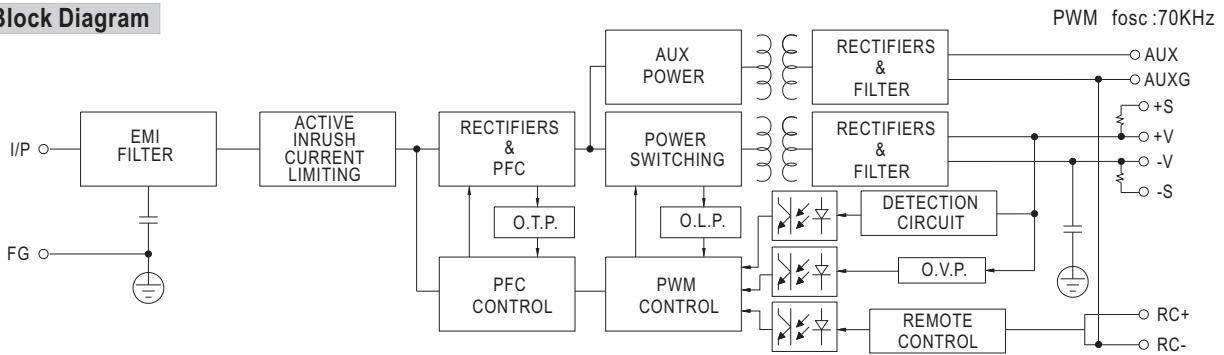 Block Diagram
PWM fosc :70KHz
I/P
FG
EMI
FILTER
ACTIVE
INRUSH
CURRENT
LIMITING
RECTIFIERS
&
PFC
O.T.P.
PFC
CONTROL
AUX
POWER
POWER
SWITCHING
O.L.P.
PWM
CONTROL
RECTIFIERS
&
FILTER
RECTIFIERS
&
FILTER
DETECTION
CIRCUIT
O.V.P.
REMOTE
CONTROL
AUX
AUXG
+S
+V
-V
-S
RC+
RC-